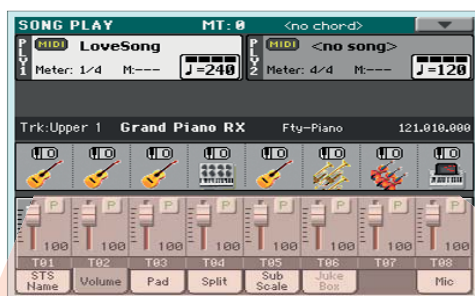 SONG PLAY MT: 0 <no chord>
PLY1 MIDI LoveSong
Meter: 1/4 M:--- ♩=240
PLY2 MIDI <no song>
Meter: 4/4 M:--- ♩=120
Trk:Upper 1 Grand Piano RX Fty-Piano 121.010.000
P P P P P P P P
100 100 100 100 100 100 100 100
T01 T02 T03 T04 T05 T06 T07 T08
STS Name Volume Pad Split Sub Scale Juke Box Mic